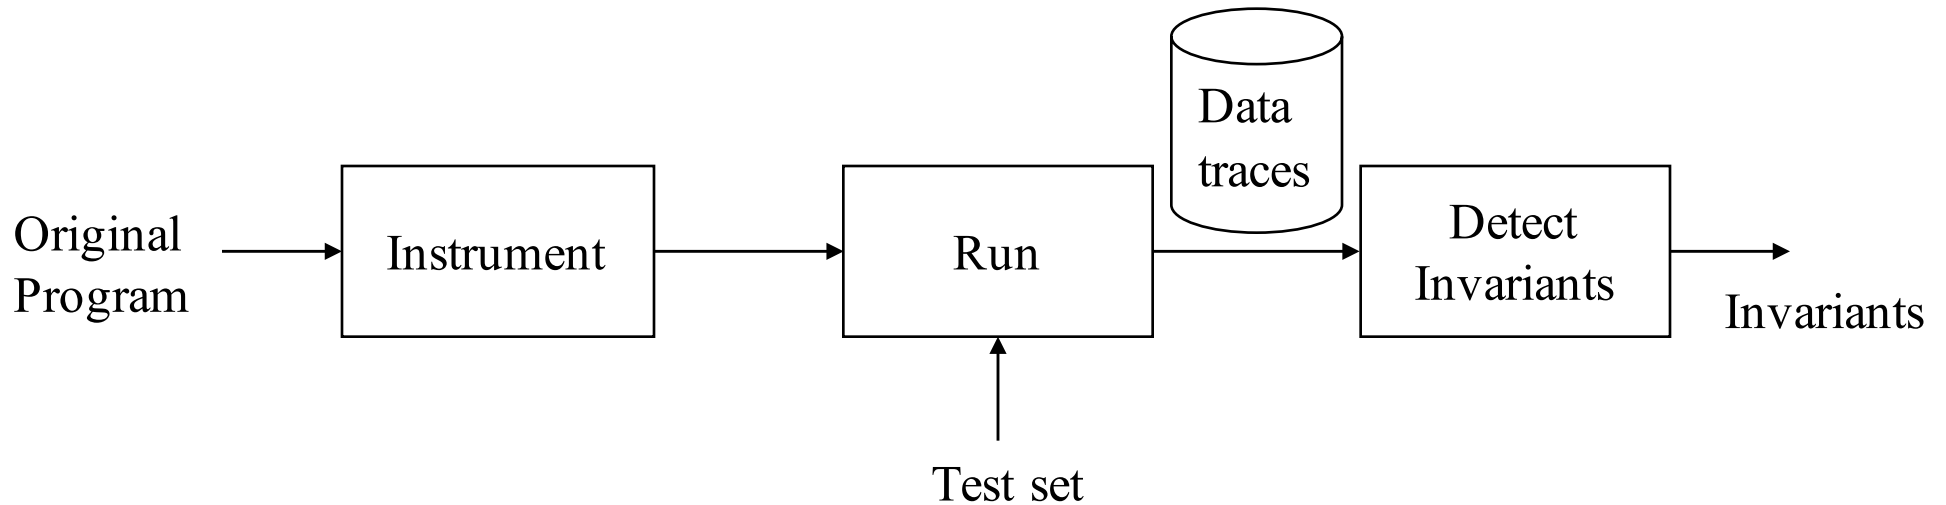 Original
Program
Instrument
Run
Data
traces
Detect
Invariants
Invariants
Test set